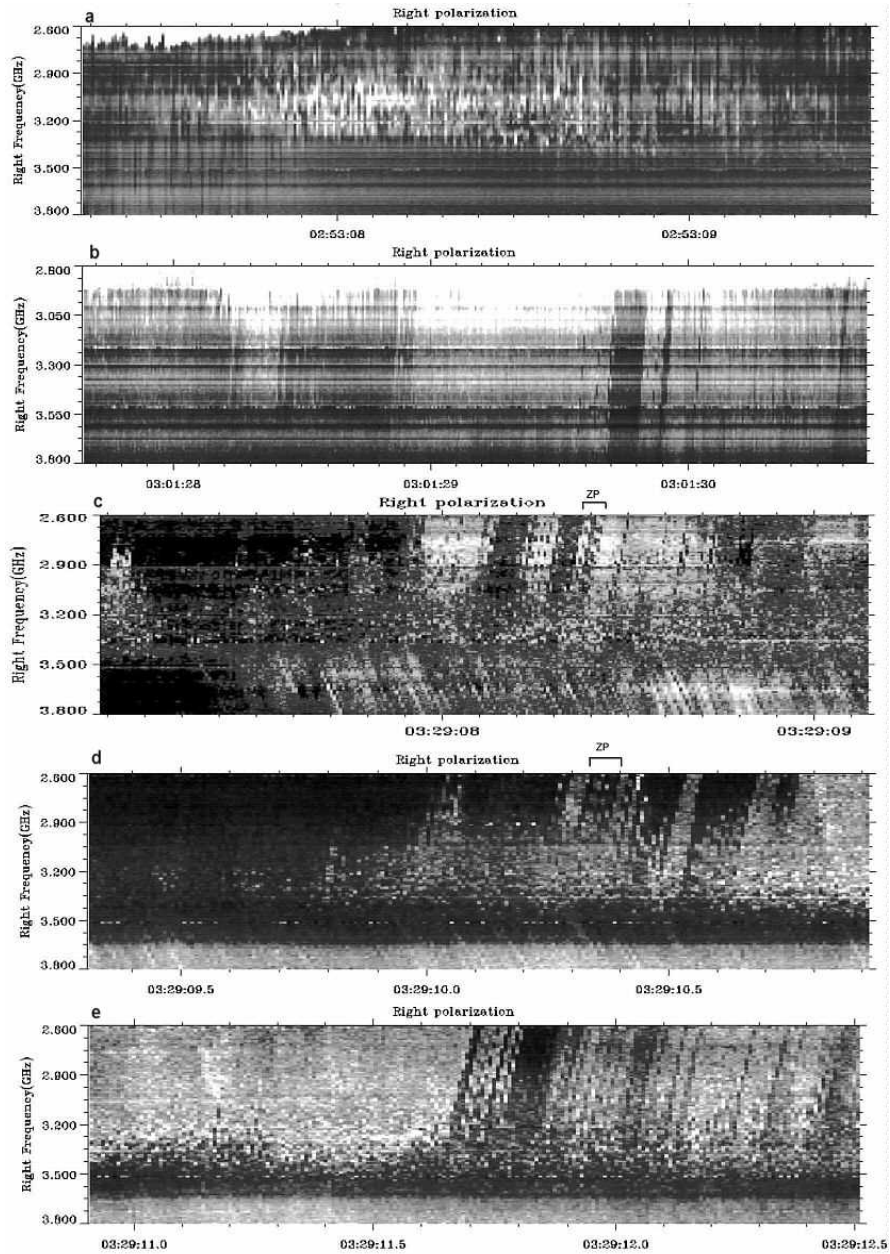 Right polarization
a
2.600
2.900
3.200
3.500
3.800
Right Frequency(GHz)
02:53:08 02:53:09
b Right polarization
2.800
3.050
3.300
3.550
3.800
Right Frequency(GHz)
03:01:28 03:01:29 03:01:30
c Right polarization ZP
2.600
2.900
3.200
3.500
3.800
Right Frequency(GHz)
03:29:08 03:29:09
d Right polarization ZP
2.600
2.900
3.200
3.500
3.800
Right Frequency(GHz)
03:29:09.5 03:29:10.0 03:29:10.5
e Right polarization
2.600
2.900
3.200
3.500
3.800
Right Frequency(GHz)
03:29:11.0 03:29:11.5 03:29:12.0 03:29:12.5